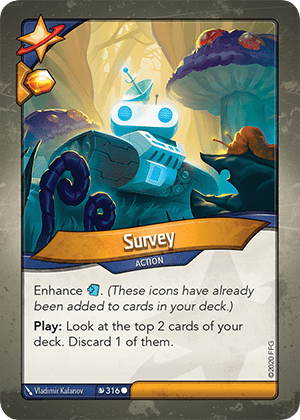 Survey
ACTION
Enhance . (These icons have already
been added to cards in your deck.)
Play: Look at the top 2 cards of your
deck. Discard 1 of them.
©2020 FFG
Vladimir Kafanov 316